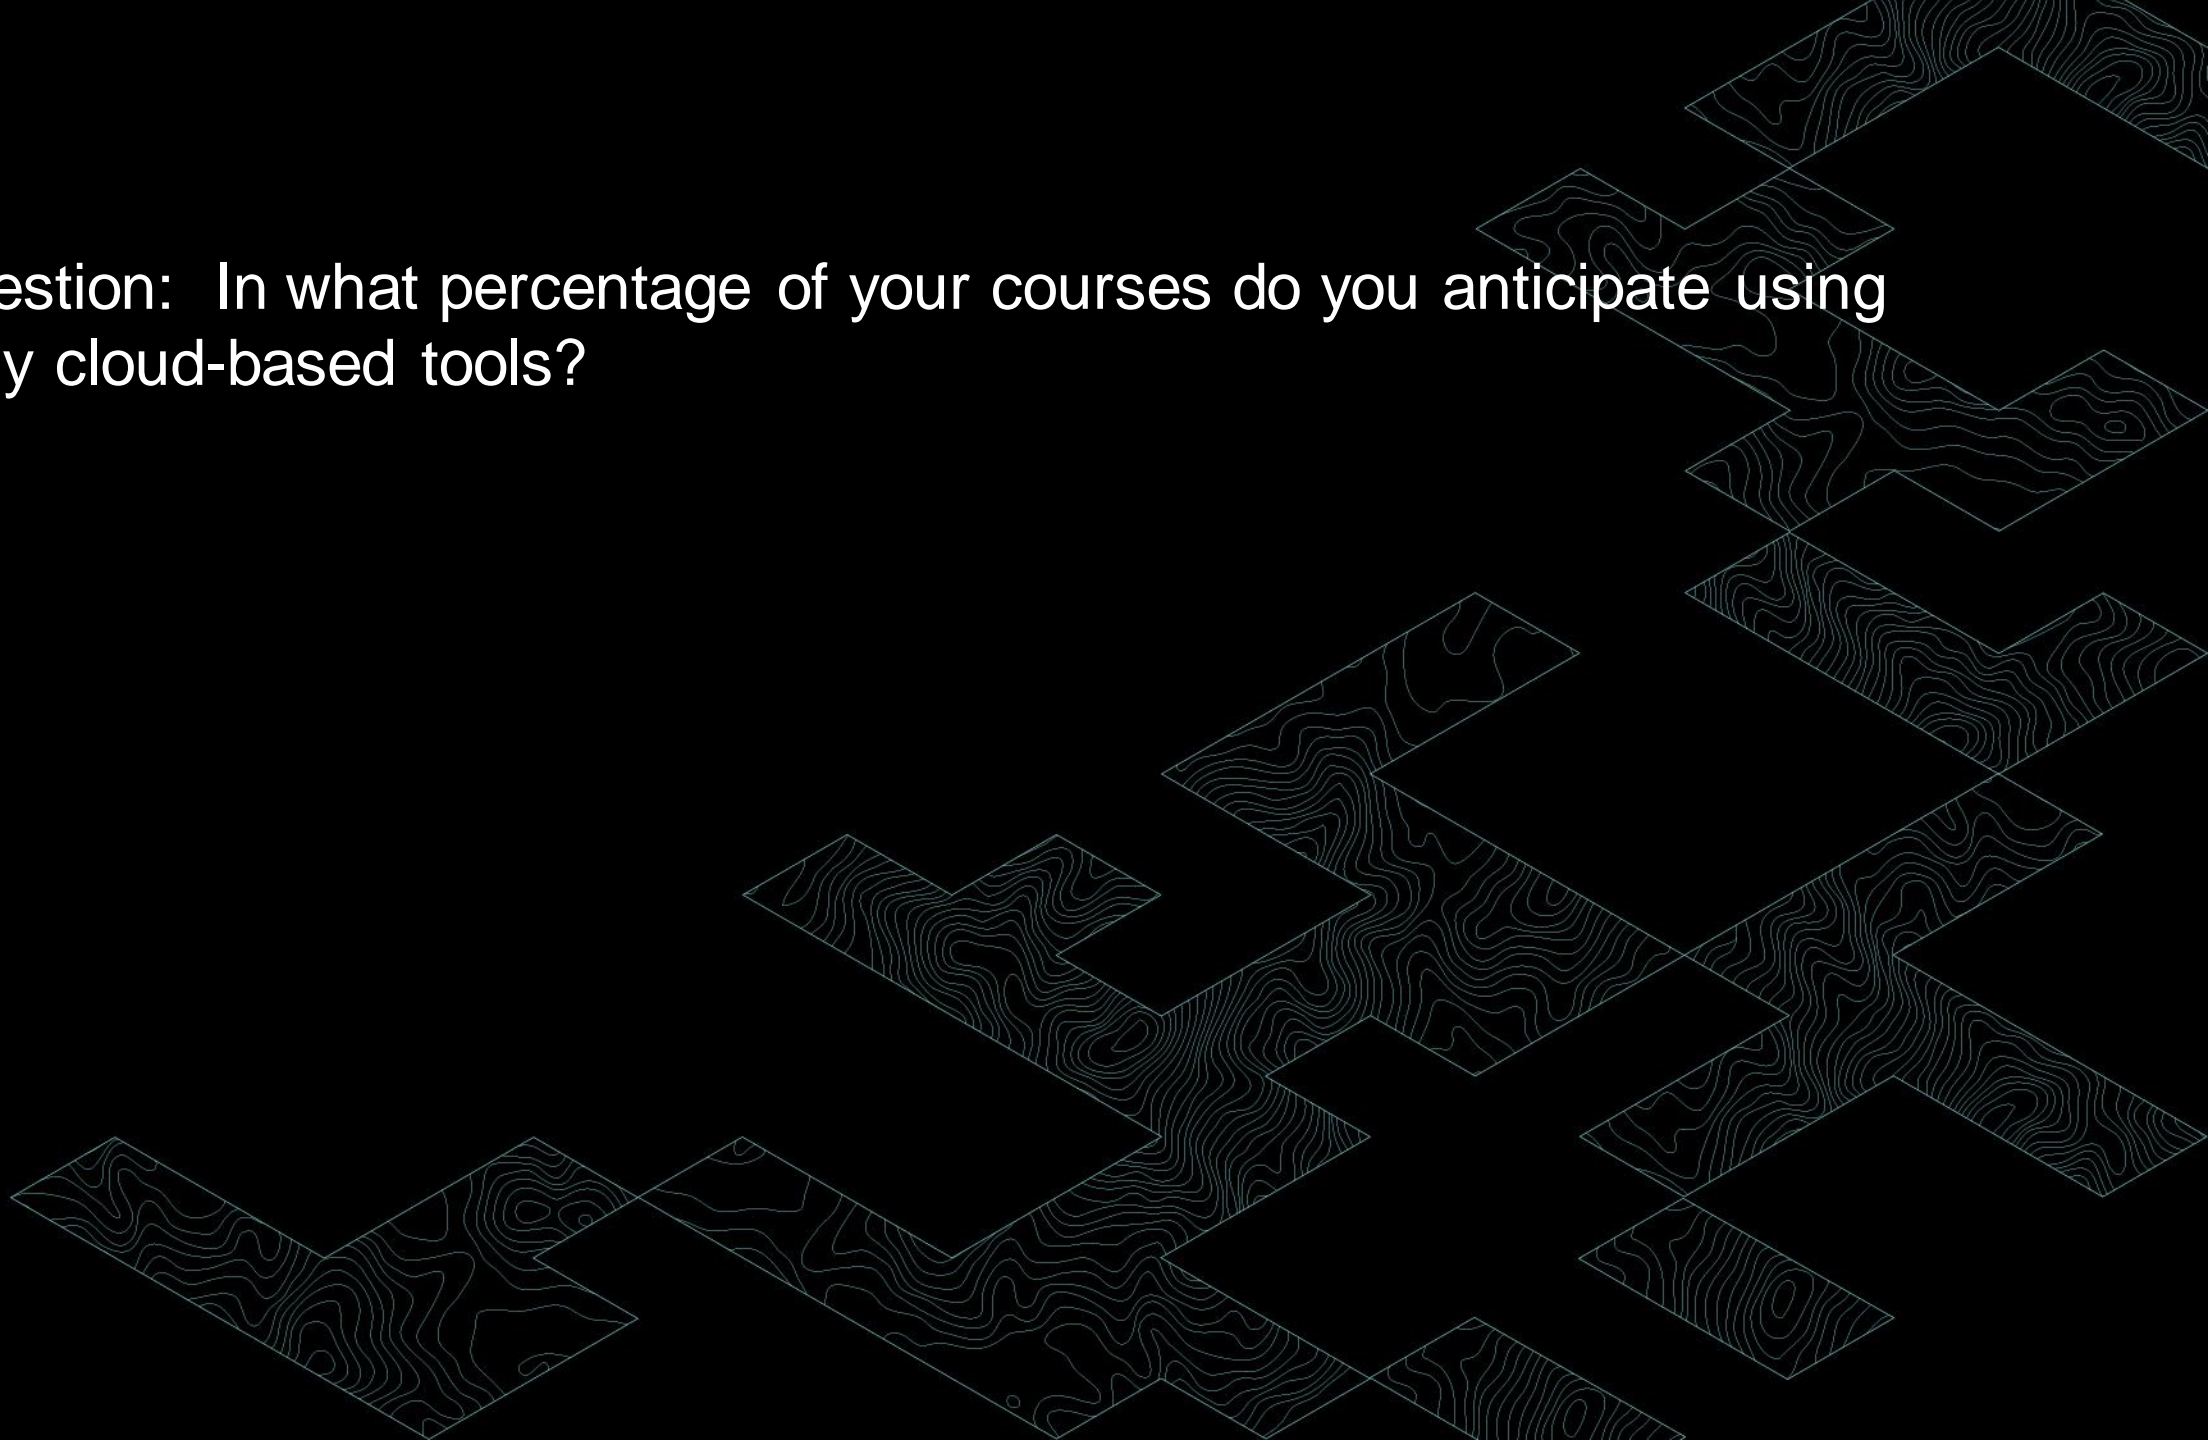 estion: In what percentage of your courses do you anticipate using
y cloud-based tools?